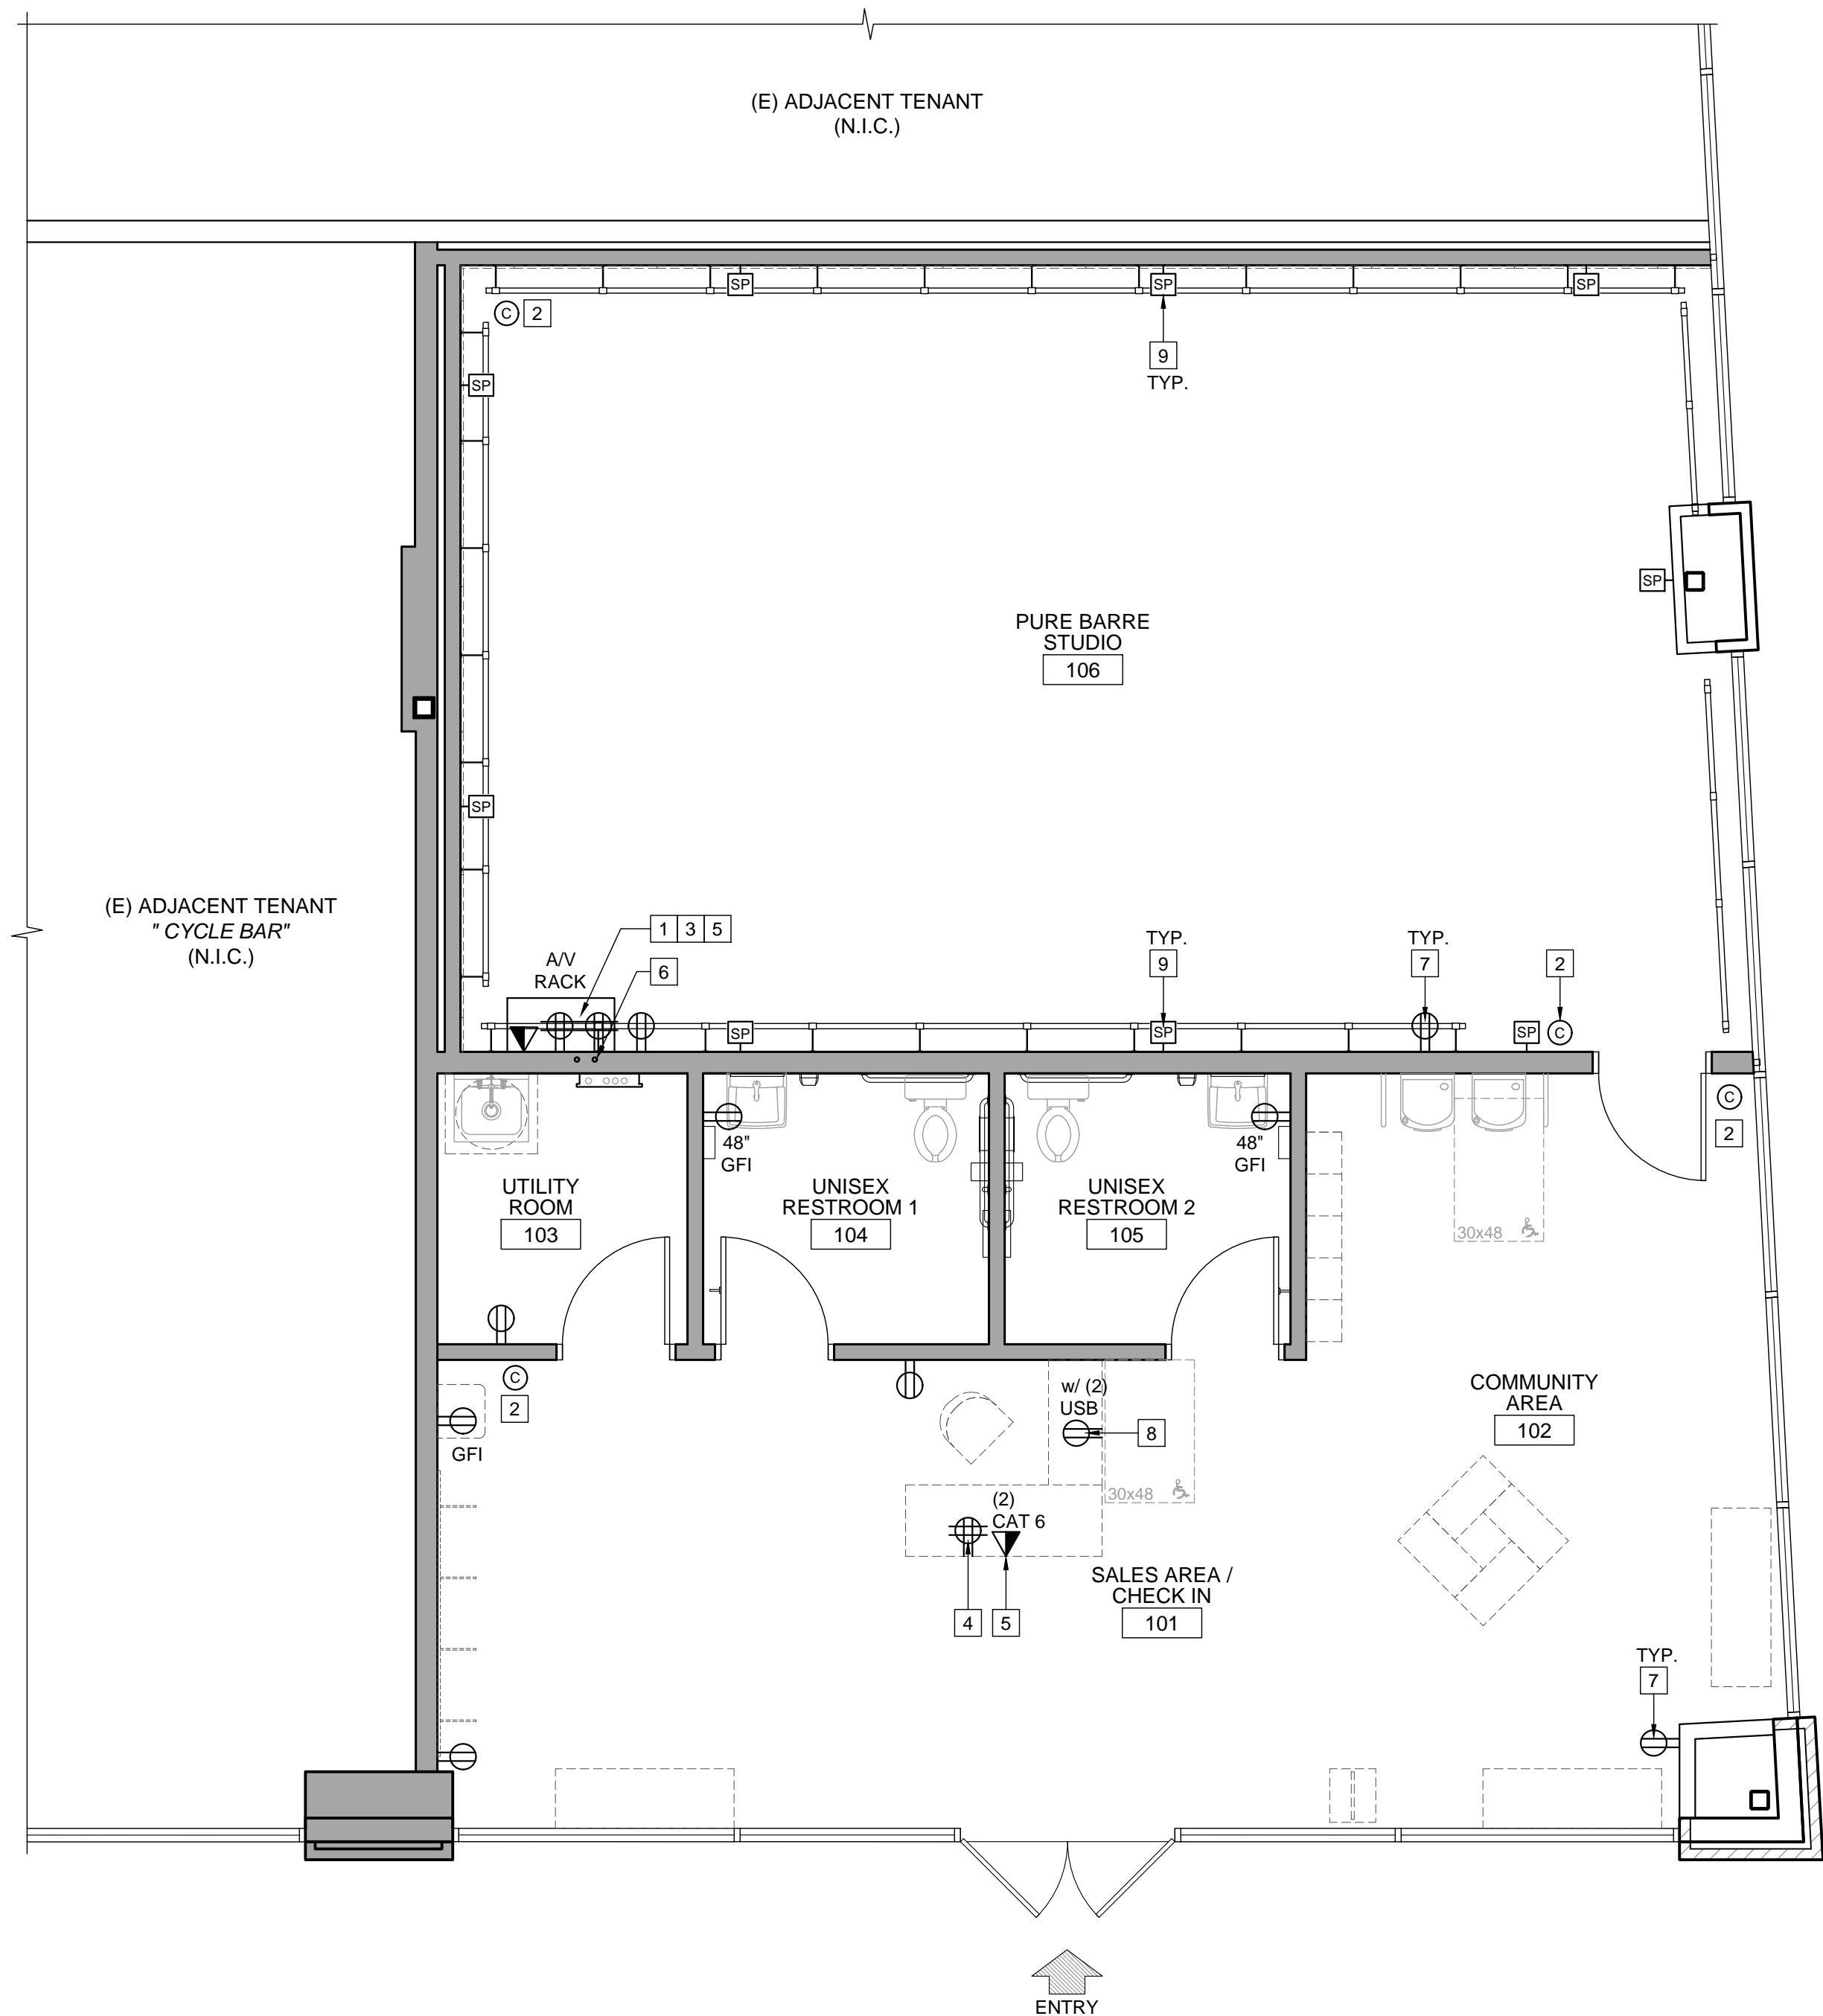 (E) ADJACENT TENANT
(N.I.C.)
SP
SP
SP
C
2
9
TYP.
SP
SP
PURE BARRE
STUDIO
106
SP
(E) ADJACENT TENANT
" CYCLE BAR"
(N.I.C.)
1 3 5
A/V
RACK
6
TYP.
9
TYP.
7
2
SP
SP
SP
C
C
2
48"
GFI
48"
GFI
UTILITY
ROOM
103
UNISEX
RESTROOM 1
104
UNISEX
RESTROOM 2
105
30x48
C
2
w/ (2)
USB
8
COMMUNITY
AREA
102
GFI
30x48
(2)
CAT 6
4
5
SALES AREA /
CHECK IN
101
TYP.
7
ENTRY